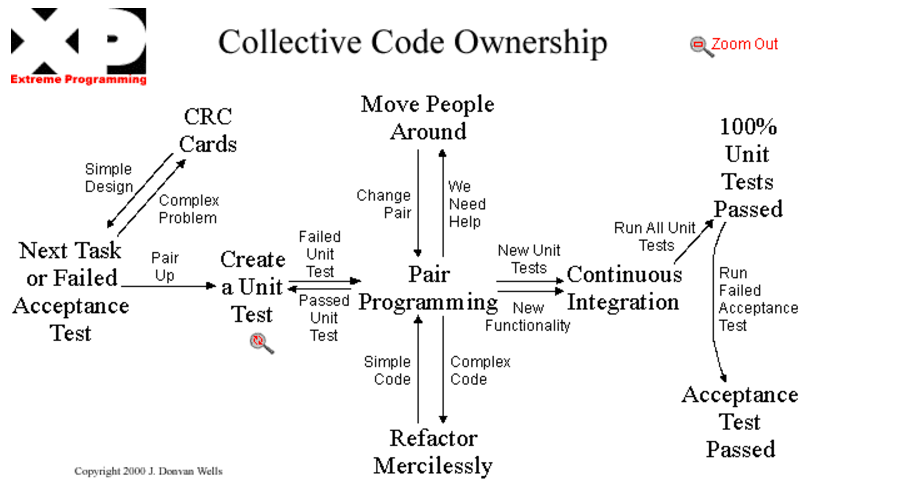 XP
Extreme Programming
Collective Code Ownership
Zoom Out
CRC
Cards
Simple
Design
Complex
Problem
Move People
Around
Change
Pair
We
Need
Help
100%
Unit
Tests
Passed
Next Task
or Failed
Acceptance
Test
Pair
Up
Create
a Unit
Test
Failed
Unit
Test
Passed
Unit
Test
Pair
Programming
New Unit
Tests
New
Functionality
Continuous
Integration
Run All Unit
Tests
Run
Failed
Acceptance
Test
Simple
Code
Complex
Code
Refactor
Mercilessly
Acceptance
Test
Passed
Copyright 2000 J. Donvan Wells